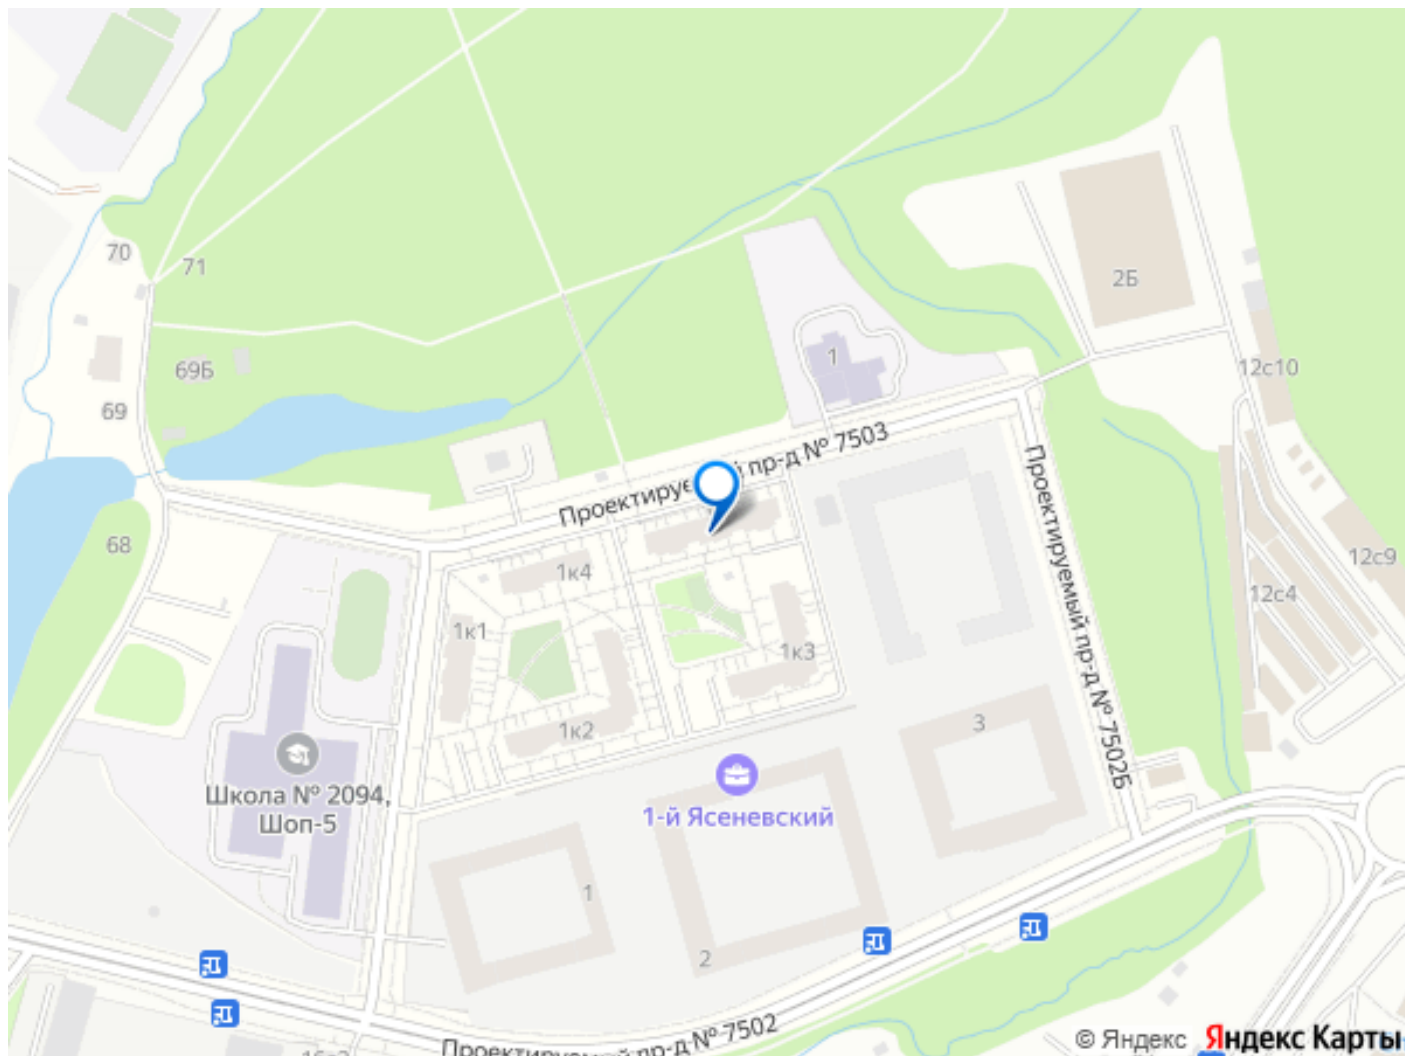 70
71
2Б
1
12с10
69Б
69
Проектируемый пр-д № 7503
Проектируемый пр-д № 7502Б
68
12с9
1к4
12с4
1к1
1к3
1к2
3
Школа № 2094,
Шоп-5
1-й Ясеневский
1
2
Проектируемый пр-д № 7502
© Яндекс Яндекс Карты